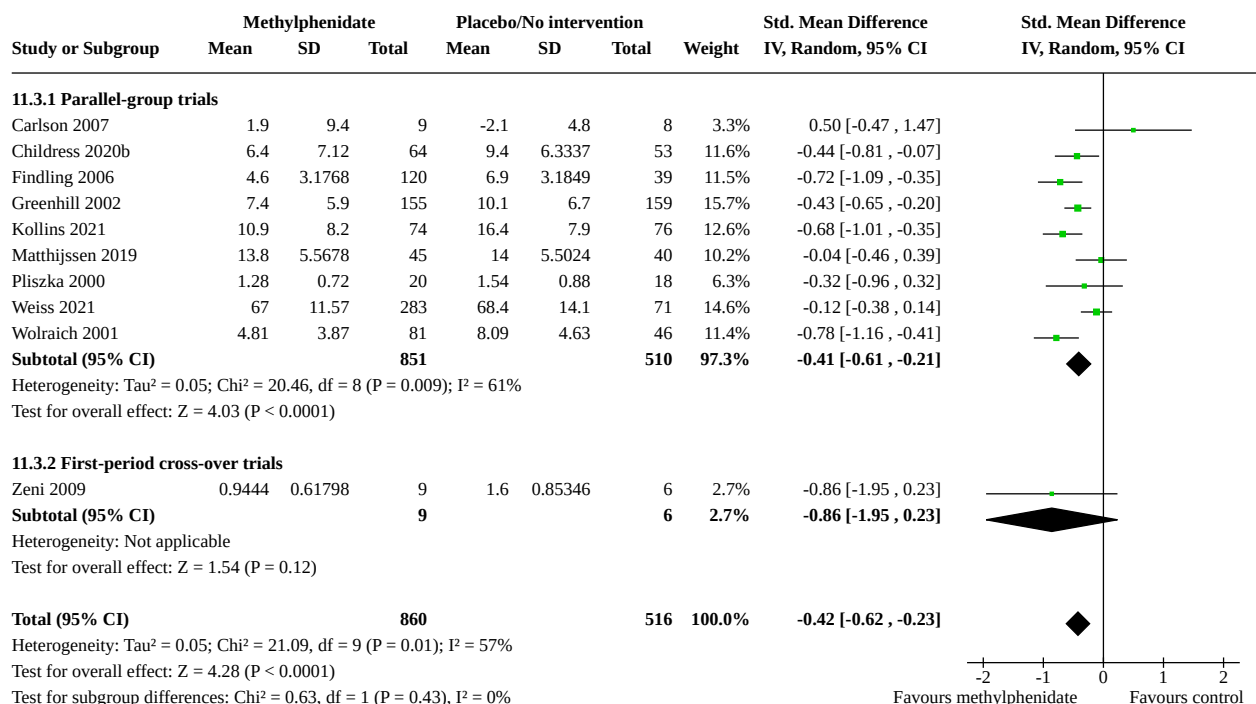 Methylphenidate Placebo/No intervention Std. Mean Difference Std. Mean Difference
Study or Subgroup Mean SD Total Mean SD Total Weight IV, Random, 95% CI IV, Random, 95% CI
11.3.1 Parallel-group trials
Carlson 2007 1.9 9.4 9 -2.1 4.8 8 3.3% 0.50 [-0.47 , 1.47]
Childress 2020b 6.4 7.12 64 9.4 6.3337 53 11.6% -0.44 [-0.81 , -0.07]
Findling 2006 4.6 3.1768 120 6.9 3.1849 39 11.5% -0.72 [-1.09 , -0.35]
Greenhill 2002 7.4 5.9 155 10.1 6.7 159 15.7% -0.43 [-0.65 , -0.20]
Kollins 2021 10.9 8.2 74 16.4 7.9 76 12.6% -0.68 [-1.01 , -0.35]
Matthijssen 2019 13.8 5.5678 45 14 5.5024 40 10.2% -0.04 [-0.46 , 0.39]
Pliszka 2000 1.28 0.72 20 1.54 0.88 18 6.3% -0.32 [-0.96 , 0.32]
Weiss 2021 67 11.57 283 68.4 14.1 71 14.6% -0.12 [-0.38 , 0.14]
Wolraich 2001 4.81 3.87 81 8.09 4.63 46 11.4% -0.78 [-1.16 , -0.41]
Subtotal (95% CI) 851 510 97.3% -0.41 [-0.61 , -0.21]
Heterogeneity: Tau² = 0.05; Chi² = 20.46, df = 8 (P = 0.009); I² = 61%
Test for overall effect: Z = 4.03 (P < 0.0001)
11.3.2 First-period cross-over trials
Zeni 2009 0.9444 0.61798 9 1.6 0.85346 6 2.7% -0.86 [-1.95 , 0.23]
Subtotal (95% CI) 9 6 2.7% -0.86 [-1.95 , 0.23]
Heterogeneity: Not applicable
Test for overall effect: Z = 1.54 (P = 0.12)
Total (95% CI) 860 516 100.0% -0.42 [-0.62 , -0.23]
Heterogeneity: Tau² = 0.05; Chi² = 21.09, df = 9 (P = 0.01); I² = 57%
Test for overall effect: Z = 4.28 (P < 0.0001) -2 -1 0 1 2
Test for subgroup differences: Chi² = 0.63, df = 1 (P = 0.43), I² = 0% Favours methylphenidate Favours control